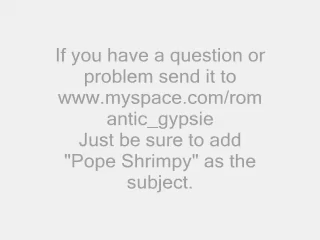 If you have a question or
problem send it to
www.myspace.com/rom
antic_gypsie
Just be sure to add
"Pope Shrimpy" as the
subject.